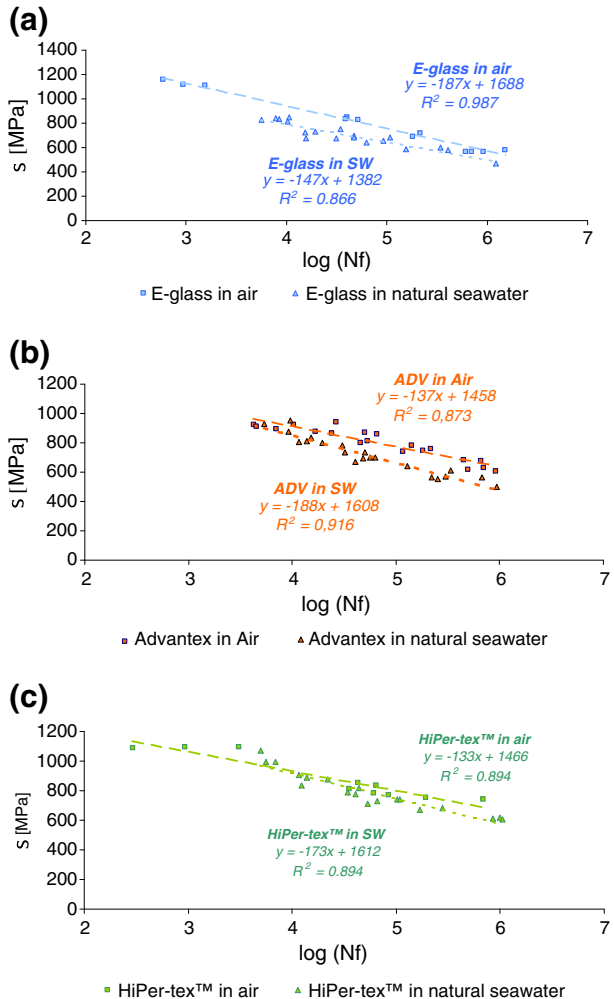 (a)
1400
1200
1000
800
600
400
200
0
s [MPa]
E-glass in air
y = -187x + 1688
R² = 0.987
E-glass in SW
y = -147x + 1382
R² = 0.866
2 3 4 5 6 7
log (Nf)
E-glass in air E-glass in natural seawater
(b)
1200
1000
800
600
400
200
0
s [MPa]
ADV in Air
y = -137x + 1458
R² = 0,873
ADV in SW
y = -188x + 1608
R² = 0,916
2 3 4 5 6 7
log (Nf)
Advantex in Air Advantex in natural seawater
(c)
1200
1000
800
600
400
200
0
s [MPa]
HiPer-tex™ in air
y = -133x + 1466
R² = 0.894
HiPer-tex™ in SW
y = -173x + 1612
R² = 0.894
2 3 4 5 6 7
log (Nf)
HiPer-tex™ in air HiPer-tex™ in natural seawater